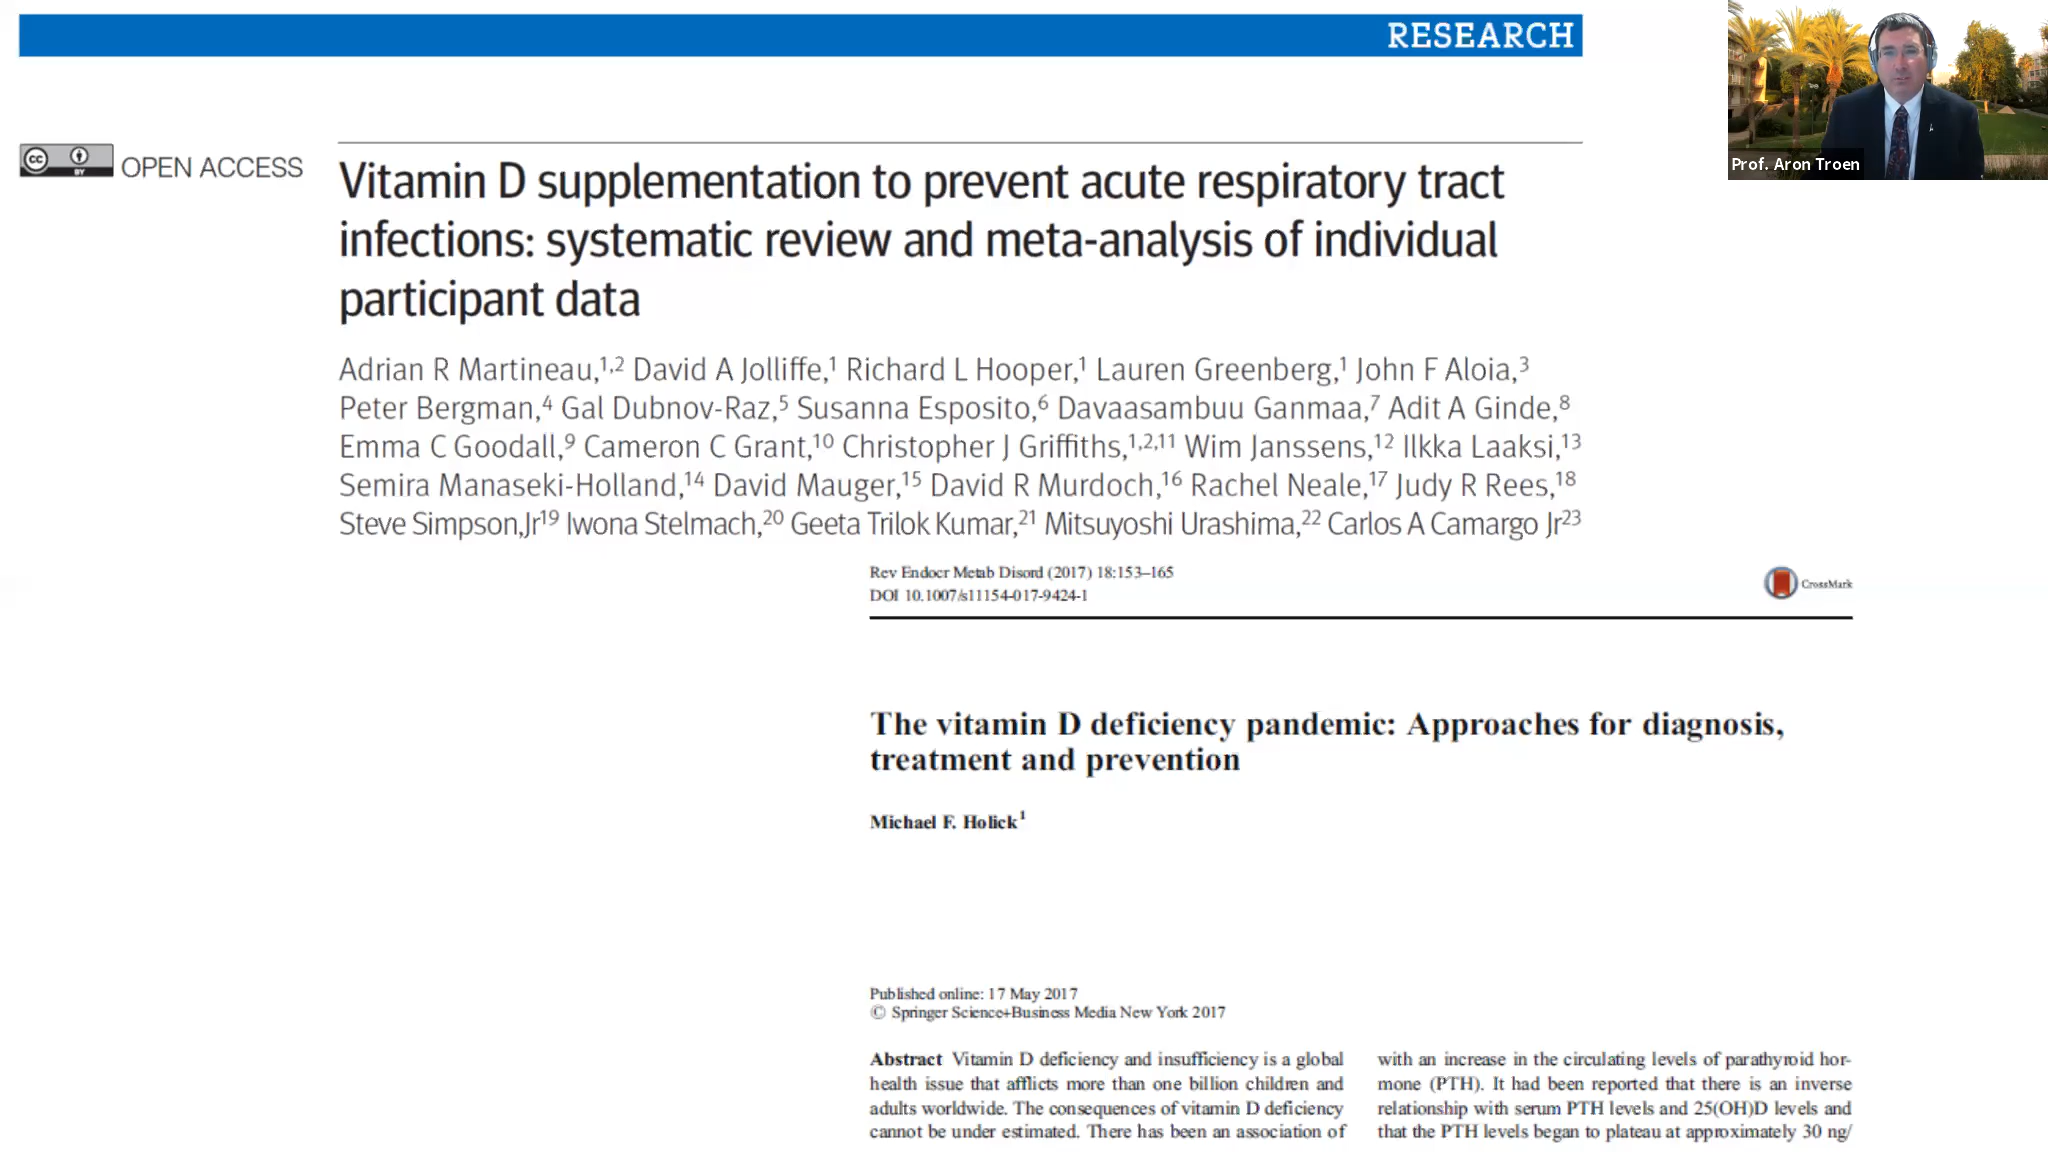 RESEARCH
Prof. Aron Troen
cc BY OPEN ACCESS
Vitamin D supplementation to prevent acute respiratory tract
infections: systematic review and meta-analysis of individual
participant data
Adrian R Martineau,1,2 David A Jolliffe,1 Richard L Hooper,1 Lauren Greenberg,1 John F Aloia,3
Peter Bergman,4 Gal Dubnov-Raz,5 Susanna Esposito,6 Davaasambuu Ganmaa,7 Adit A Ginde,8
Emma C Goodall,9 Cameron C Grant,10 Christopher J Griffiths,1,2,11 Wim Janssens,12 Ilkka Laaksi,13
Semira Manaseki-Holland,14 David Mauger,15 David R Murdoch,16 Rachel Neale,17 Judy R Rees,18
Steve Simpson,Jr19 Iwona Stelmach,20 Geeta Trilok Kumar,21 Mitsuyoshi Urashima,22 Carlos A Camargo Jr23
Rev Endocr Metab Disord (2017) 18:153–165
DOI 10.1007/s11154-017-9424-1
CrossMark
The vitamin D deficiency pandemic: Approaches for diagnosis,
treatment and prevention
Michael F. Holick1
Published online: 17 May 2017
© Springer Science+Business Media New York 2017
Abstract Vitamin D deficiency and insufficiency is a global
health issue that afflicts more than one billion children and
adults worldwide. The consequences of vitamin D deficiency
cannot be under estimated. There has been an association of
with an increase in the circulating levels of parathyroid hor-
mone (PTH). It had been reported that there is an inverse
relationship with serum PTH levels and 25(OH)D levels and
that the PTH levels began to plateau at approximately 30 ng/